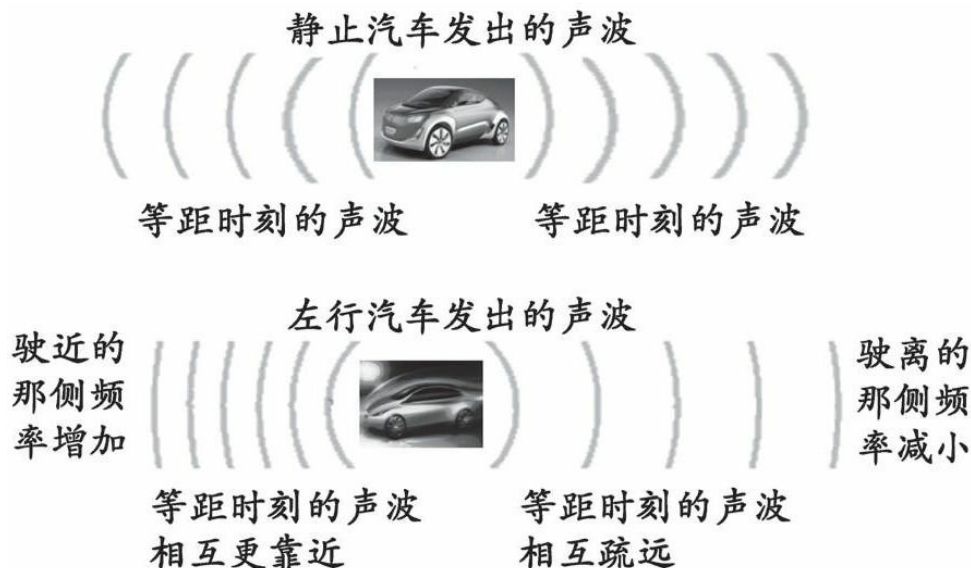 静止汽车发出的声波
等距时刻的声波
等距时刻的声波
左行汽车发出的声波
驶近的
那侧频
率增加
驶离的
那侧频
率减小
等距时刻的声波
相互更靠近
等距时刻的声波
相互疏远